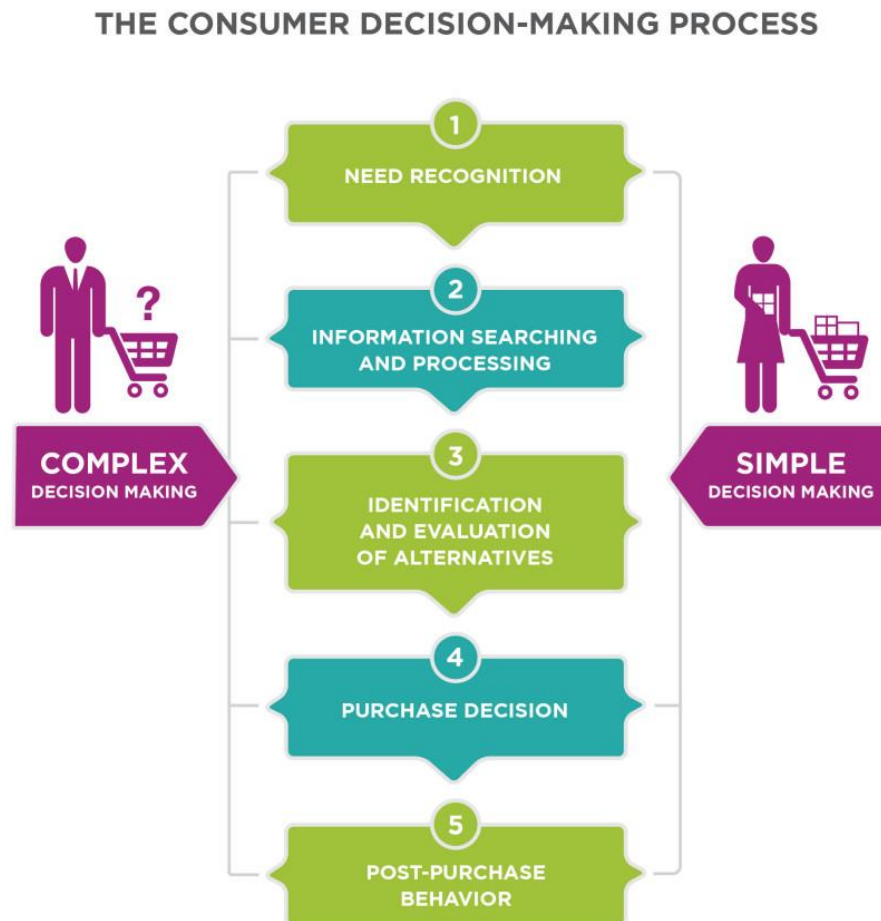 THE CONSUMER DECISION-MAKING PROCESS
1
NEED RECOGNITION
2
INFORMATION SEARCHING
AND PROCESSING
?
COMPLEX
DECISION MAKING
3
IDENTIFICATION
AND EVALUATION
OF ALTERNATIVES
SIMPLE
DECISION MAKING
4
PURCHASE DECISION
5
POST-PURCHASE
BEHAVIOR